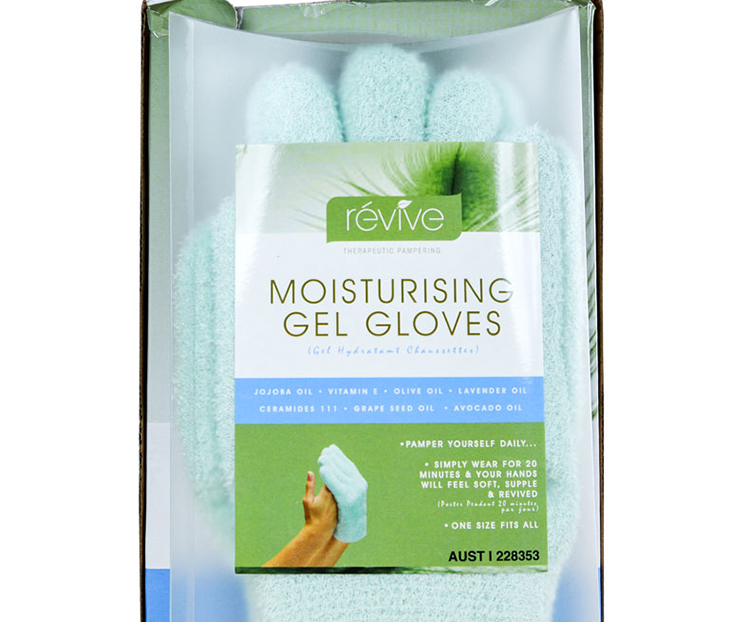 révive
THERAPEUTIC PAMPERING
MOISTURISING
GEL GLOVES
(Gel Hydratamt Chaussettes)
JOJOBA OIL • VITAMIN E • OLIVE OIL • LAVENDER OIL
CERAMIDES 111 • GRAPE SEED OIL • AVOCADO OIL
• PAMPER YOURSELF DAILY...
• SIMPLY WEAR FOR 20
MINUTES & YOUR HANDS
WILL FEEL SOFT, SUPPLE
& REVIVED
(Porter Pendant 20 minutes
par jour)
• ONE SIZE FITS ALL
AUST I 228353